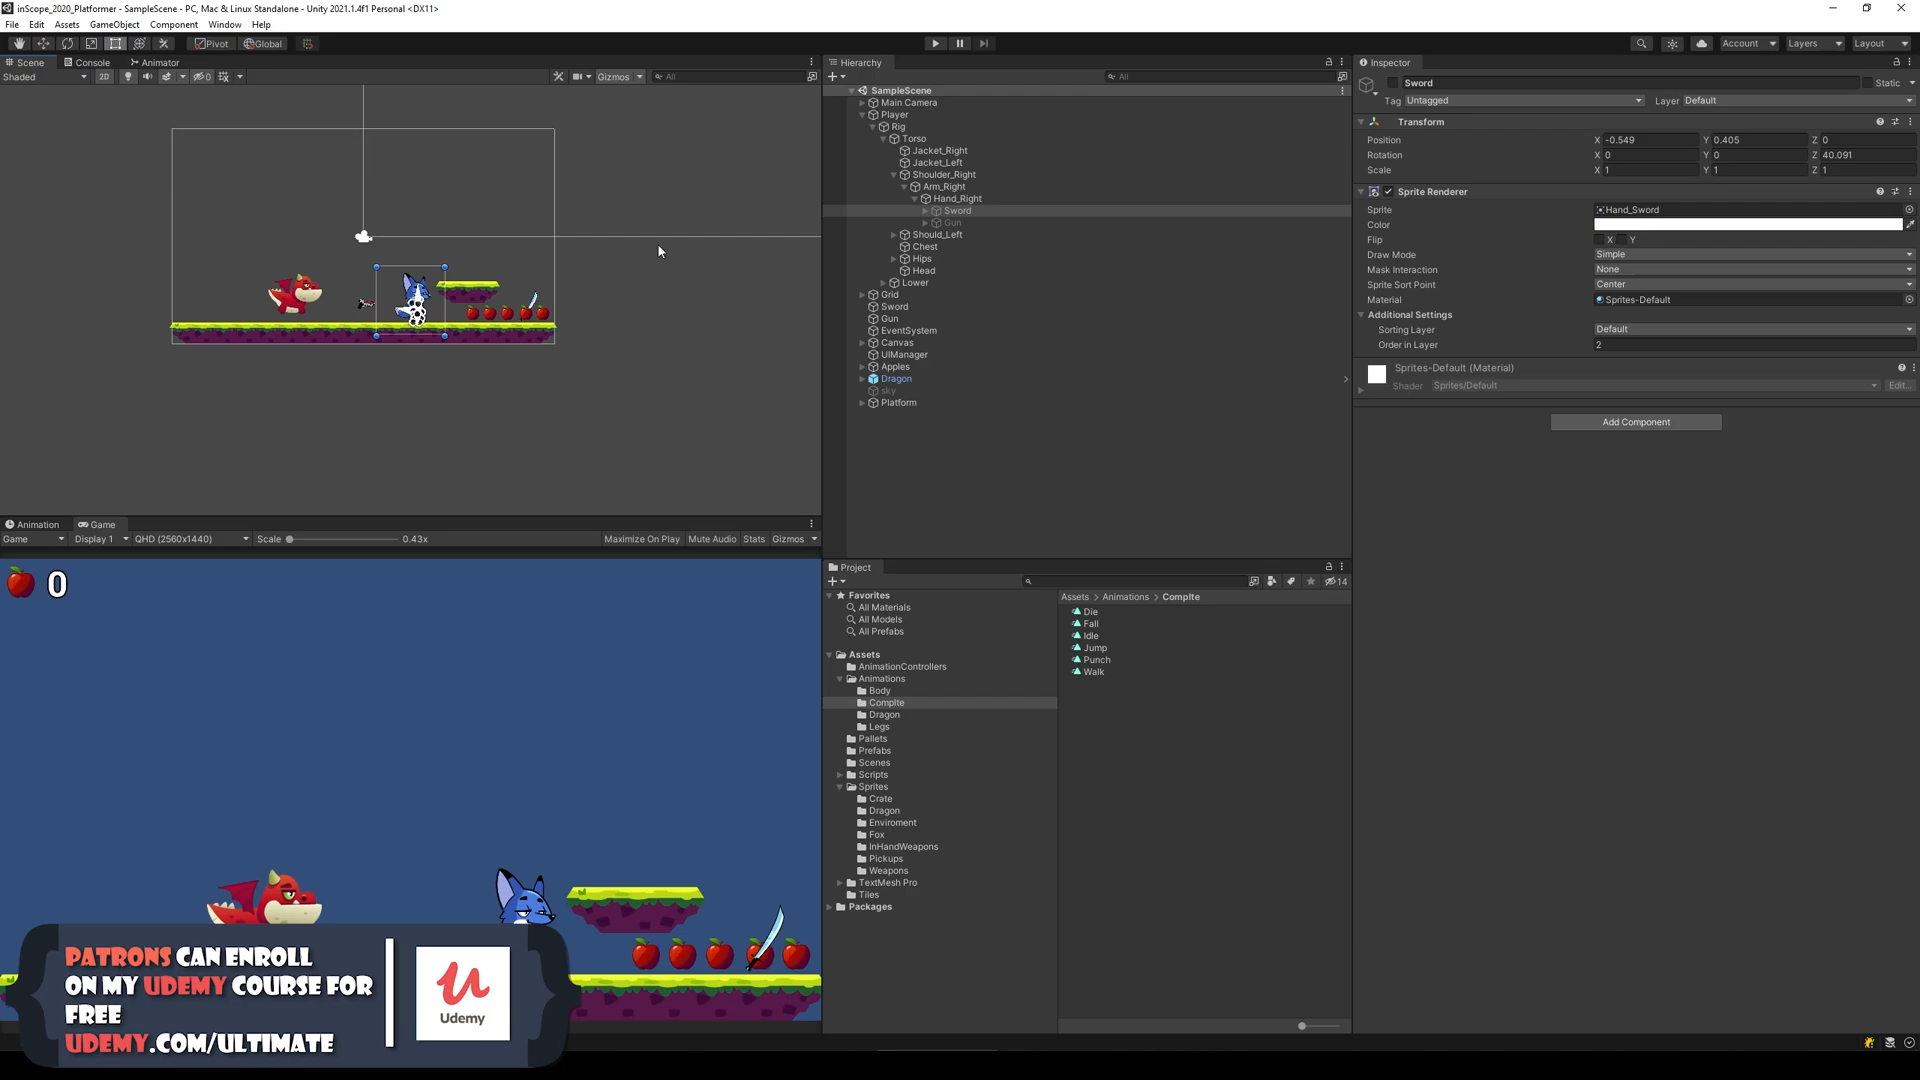 inScope_2020_Platformer - SampleScene - PC, Mac & Linux Standalone - Unity 2021.1.4f1 Personal <DX11>
File Edit Assets GameObject Component Window Help
Pivot Global Account Layers Layout
Scene Console Animator
Shaded 2D 0 Gizmos All
Hierarchy
All
SampleScene
Main Camera
Player
Rig
Torso
Jacket_Right
Jacket_Left
Shoulder_Right
Arm_Right
Hand_Right
Sword
Gun
Should_Left
Chest
Hips
Head
Lower
Grid
Sword
Gun
EventSystem
Canvas
UIManager
Apples
Dragon
sky
Platform
Inspector
Sword Static
Tag Untagged Layer Default
Transform
Position X -0.549 Y 0.405 Z 0
Rotation X 0 Y 0 Z 40.091
Scale X 1 Y 1 Z 1
Sprite Renderer
Sprite Hand_Sword
Color
Flip X Y
Draw Mode Simple
Mask Interaction None
Sprite Sort Point Center
Material Sprites-Default
Additional Settings
Sorting Layer Default
Order in Layer 2
Sprites-Default (Material)
Shader Sprites/Default Edit...
Add Component
Animation Game
Game Display 1 QHD (2560x1440) Scale 0.43x Maximize On Play Mute Audio Stats Gizmos
0
PATRONS CAN ENROLL
ON MY UDEMY COURSE FOR
FREE
UDEMY.COM/ULTIMATE
Udemy
Project
14
Favorites
All Materials
All Models
All Prefabs
Assets
AnimationControllers
Animations
Body
Complte
Dragon
Legs
Pallets
Prefabs
Scenes
Scripts
Sprites
Crate
Dragon
Enviroment
Fox
InHandWeapons
Pickups
Weapons
TextMesh Pro
Tiles
Packages
Assets > Animations > Complte
Die
Fall
Idle
Jump
Punch
Walk